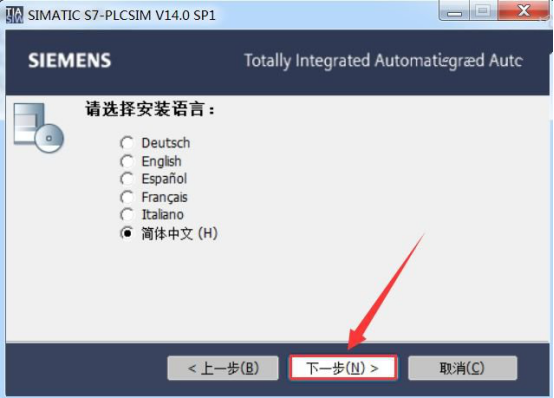 SIMATIC S7-PLCSIM V14.0 SP1
SIEMENS
Totally Integrated Automatiegræd Autc
请选择安装语言：
Deutsch
English
Español
Français
Italiano
简体中文 (H)
< 上一步(B)
下一步(N) >
取消(C)